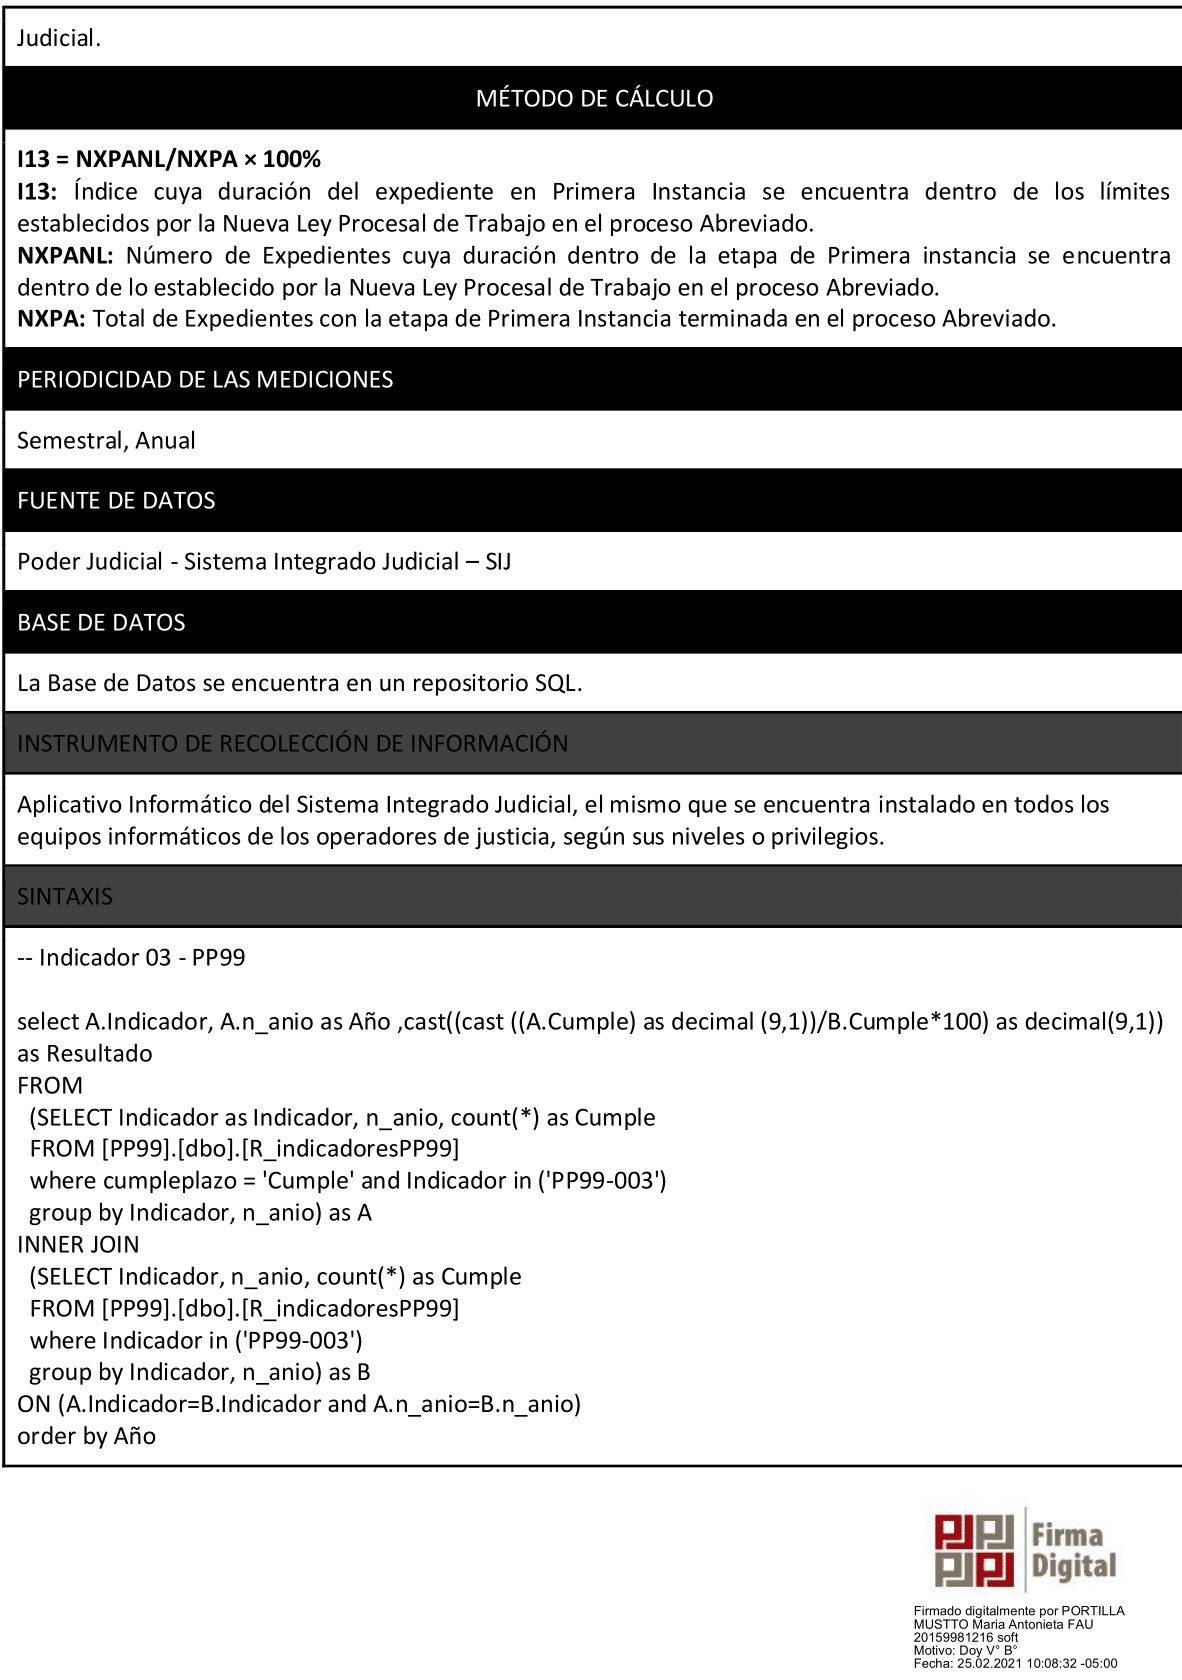 Judicial.
MÉTODO DE CÁLCULO
I13 = NXPANL/NXPA × 100%
I13: Índice cuya duración del expediente en Primera Instancia se encuentra dentro de los límites
establecidos por la Nueva Ley Procesal de Trabajo en el proceso Abreviado.
NXPANL: Número de Expedientes cuya duración dentro de la etapa de Primera instancia se encuentra
dentro de lo establecido por la Nueva Ley Procesal de Trabajo en el proceso Abreviado.
NXPA: Total de Expedientes con la etapa de Primera Instancia terminada en el proceso Abreviado.
PERIODICIDAD DE LAS MEDICIONES
Semestral, Anual
FUENTE DE DATOS
Poder Judicial - Sistema Integrado Judicial – SIJ
BASE DE DATOS
La Base de Datos se encuentra en un repositorio SQL.
INSTRUMENTO DE RECOLECCIÓN DE INFORMACIÓN
Aplicativo Informático del Sistema Integrado Judicial, el mismo que se encuentra instalado en todos los
equipos informáticos de los operadores de justicia, según sus niveles o privilegios.
SINTAXIS
-- Indicador 03 - PP99
select A.Indicador, A.n_anio as Año ,cast((cast ((A.Cumple) as decimal (9,1))/B.Cumple*100) as decimal(9,1))
as Resultado
FROM
(SELECT Indicador as Indicador, n_anio, count(*) as Cumple
FROM [PP99].[dbo].[R_indicadoresPP99]
where cumpleplazo = 'Cumple' and Indicador in ('PP99-003')
group by Indicador, n_anio) as A
INNER JOIN
(SELECT Indicador, n_anio, count(*) as Cumple
FROM [PP99].[dbo].[R_indicadoresPP99]
where Indicador in ('PP99-003')
group by Indicador, n_anio) as B
ON (A.Indicador=B.Indicador and A.n_anio=B.n_anio)
order by Año
PJ PJ PJ PJ
Firma
Digital
Firmado digitalmente por PORTILLA
MUSTTO Maria Antonieta FAU
20159981216 soft
Motivo: Doy V° B°
Fecha: 25.02.2021 10:08:32 -05:00